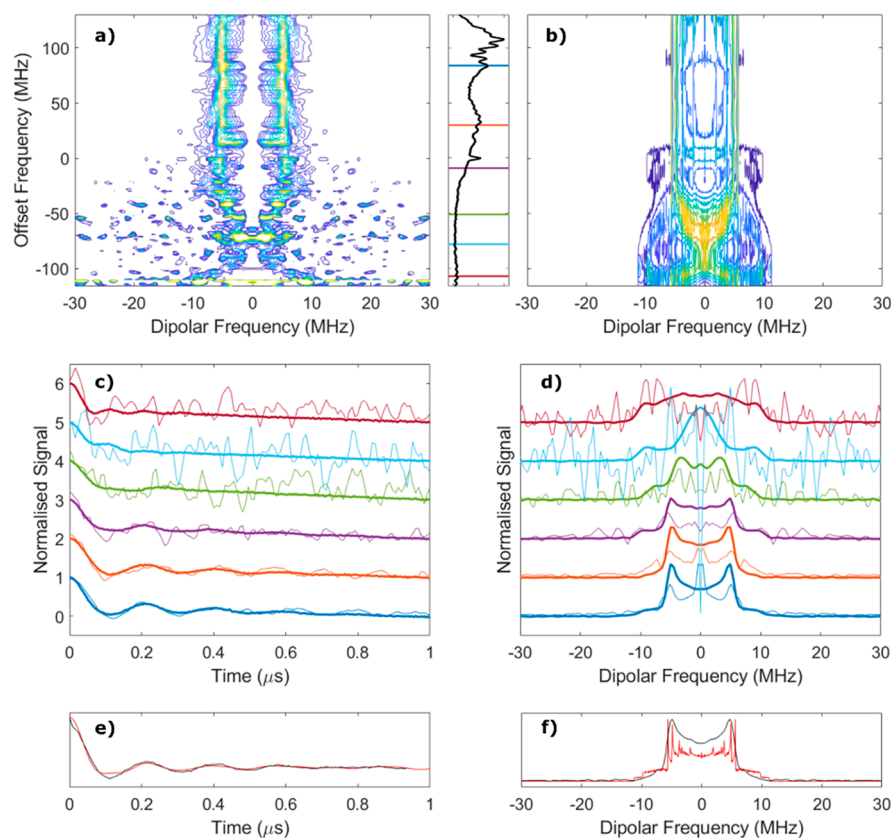 a)
b)
Offset Frequency (MHz)
100
50
0
-50
-100
-30 -20 -10 0 10 20 30
Dipolar Frequency (MHz)
-30 -20 -10 0 10 20 30
Dipolar Frequency (MHz)
c)
d)
Normalised Signal
6
5
4
3
2
1
0
0 0.2 0.4 0.6 0.8 1
Time (μs)
Normalised Signal
-30 -20 -10 0 10 20 30
Dipolar Frequency (MHz)
e)
f)
0 0.2 0.4 0.6 0.8 1
Time (μs)
-30 -20 -10 0 10 20 30
Dipolar Frequency (MHz)